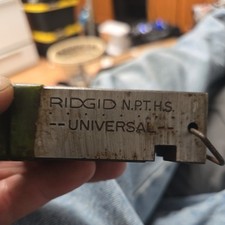 RIDGID N.P.T.H.S.
--UNIVERSAL--